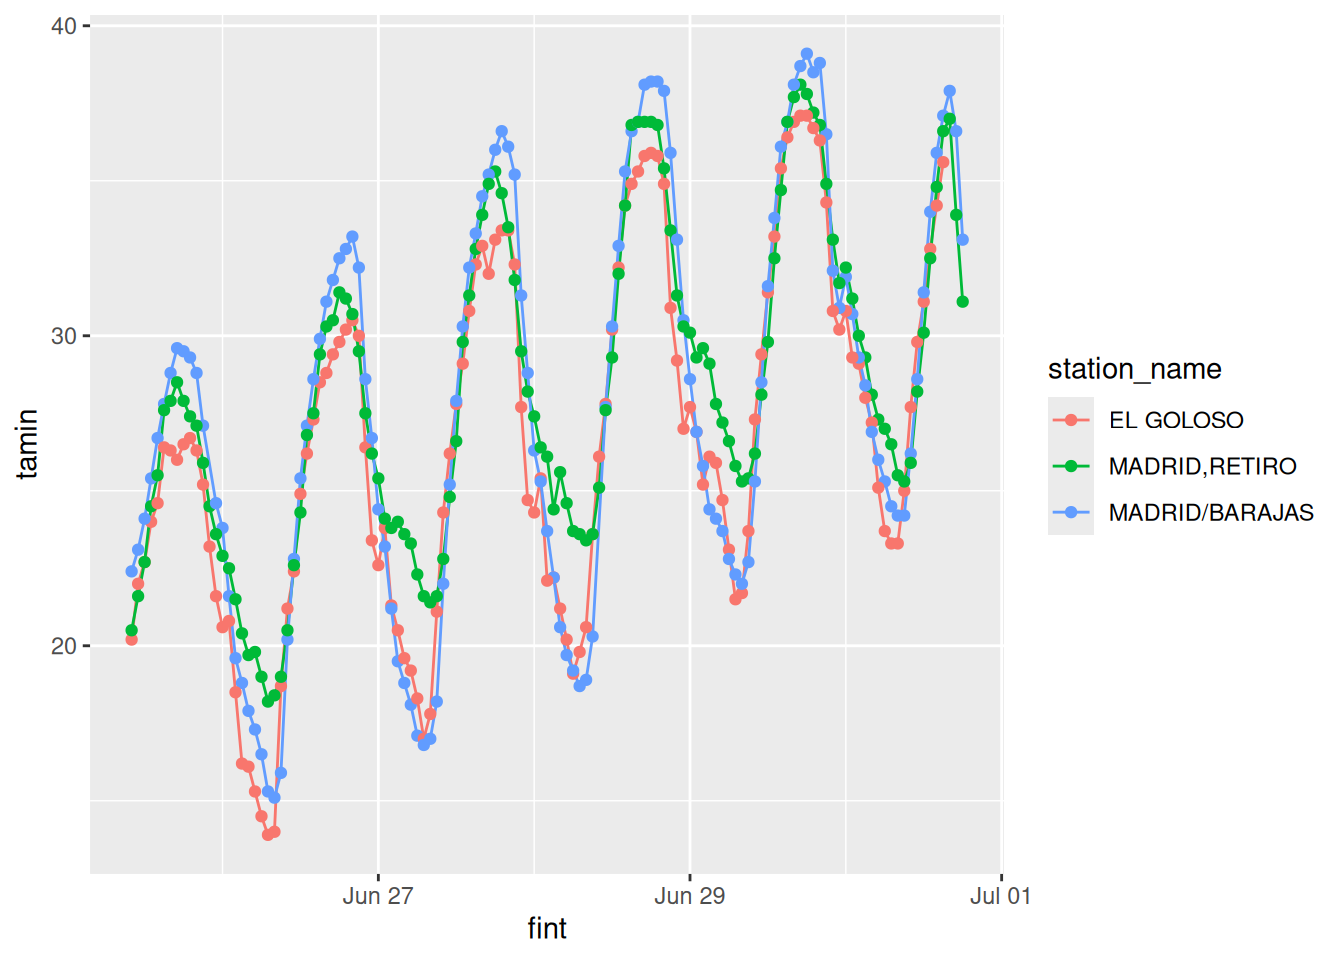 40
30
20
tamin
Jun 27
Jun 29
Jul 01
fint
station_name
EL GOLOSO
MADRID,RETIRO
MADRID/BARAJAS